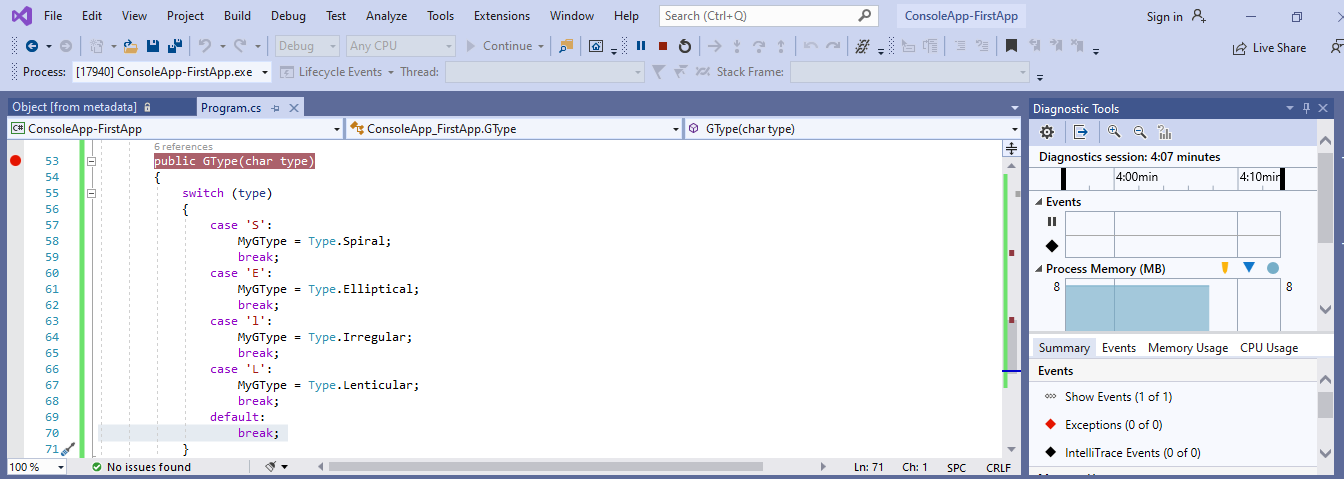 File Edit View Project Build Debug Test Analyze Tools Extensions Window Help Search (Ctrl+Q) ConsoleApp-FirstApp Sign in
Debug Any CPU Continue Live Share
Process: [17940] ConsoleApp-FirstApp.exe Lifecycle Events Thread: Stack Frame:
Object [from metadata] Program.cs
C# ConsoleApp-FirstApp ConsoleApp_FirstApp.GType GType(char type)
6 references
53 public GType(char type)
54 {
55 switch (type)
56 {
57 case 'S':
58 MyGType = Type.Spiral;
59 break;
60 case 'E':
61 MyGType = Type.Elliptical;
62 break;
63 case 'l':
64 MyGType = Type.Irregular;
65 break;
66 case 'L':
67 MyGType = Type.Lenticular;
68 break;
69 default:
70 break;
71 }
100 % No issues found Ln: 71 Ch: 1 SPC CRLF
Diagnostic Tools
Diagnostics session: 4:07 minutes
4:00min 4:10min
Events
Process Memory (MB)
8 8
Summary Events Memory Usage CPU Usage
Events
Show Events (1 of 1)
Exceptions (0 of 0)
IntelliTrace Events (0 of 0)